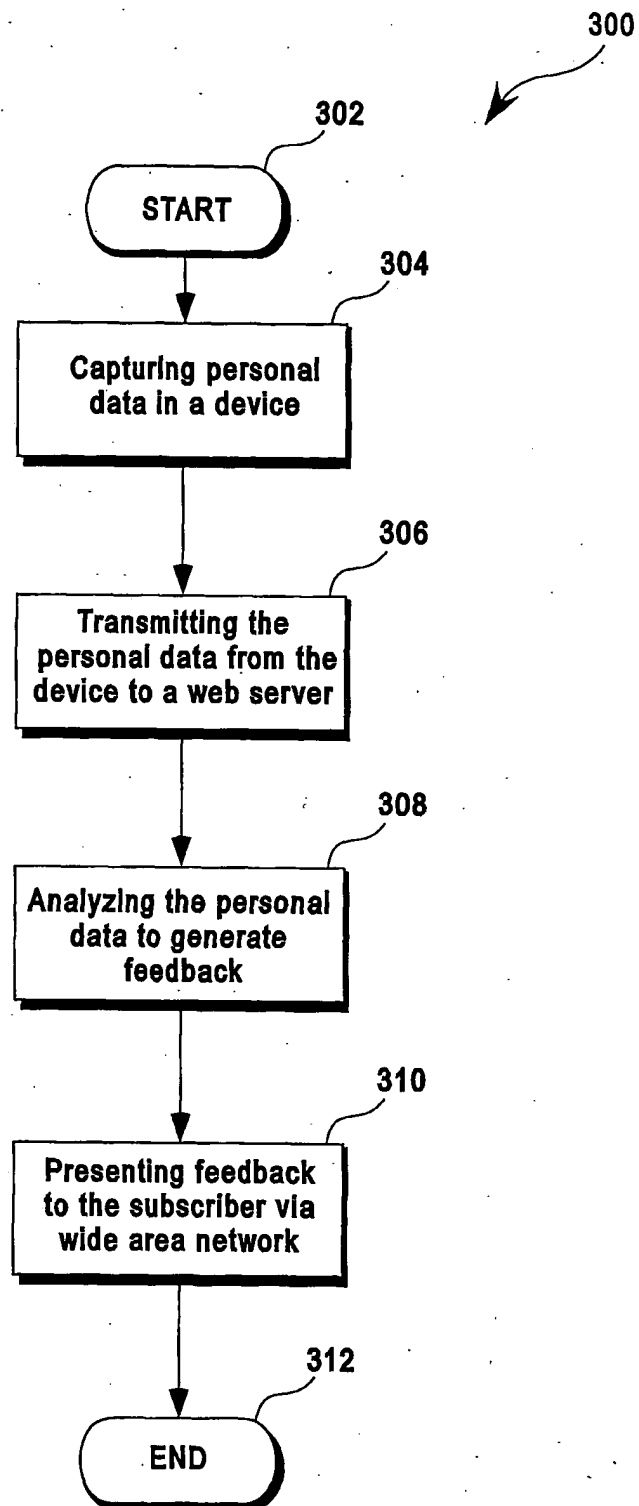 300
302
START
304
Capturing personal
data in a device
306
Transmitting the
personal data from the
device to a web server
308
Analyzing the personal
data to generate
feedback
310
Presenting feedback
to the subscriber via
wide area network
312
END